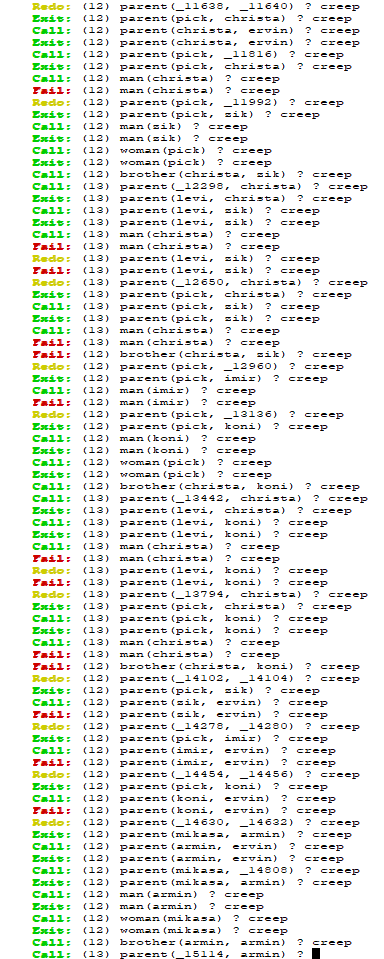 Redo: (12) parent(_11638, _11640) ? creep
Exit: (12) parent(pick, christa) ? creep
Call: (12) parent(christa, ervin) ? creep
Exit: (12) parent(christa, ervin) ? creep
Call: (12) parent(pick, _11816) ? creep
Exit: (12) parent(pick, christa) ? creep
Call: (12) man(christa) ? creep
Fail: (12) man(christa) ? creep
Redo: (12) parent(pick, _11992) ? creep
Exit: (12) parent(pick, zik) ? creep
Call: (12) man(zik) ? creep
Exit: (12) man(zik) ? creep
Call: (12) woman(pick) ? creep
Exit: (12) woman(pick) ? creep
Call: (12) brother(christa, zik) ? creep
Call: (13) parent(_12298, christa) ? creep
Exit: (13) parent(levi, christa) ? creep
Call: (13) parent(levi, zik) ? creep
Exit: (13) parent(levi, zik) ? creep
Call: (13) man(christa) ? creep
Fail: (13) man(christa) ? creep
Redo: (13) parent(levi, zik) ? creep
Fail: (13) parent(levi, zik) ? creep
Redo: (13) parent(_12650, christa) ? creep
Exit: (13) parent(pick, christa) ? creep
Call: (13) parent(pick, zik) ? creep
Exit: (13) parent(pick, zik) ? creep
Call: (13) man(christa) ? creep
Fail: (13) man(christa) ? creep
Fail: (12) brother(christa, zik) ? creep
Redo: (12) parent(pick, _12960) ? creep
Exit: (12) parent(pick, imir) ? creep
Call: (12) man(imir) ? creep
Fail: (12) man(imir) ? creep
Redo: (12) parent(pick, _13136) ? creep
Exit: (12) parent(pick, koni) ? creep
Call: (12) man(koni) ? creep
Exit: (12) man(koni) ? creep
Call: (12) woman(pick) ? creep
Exit: (12) woman(pick) ? creep
Call: (12) brother(christa, koni) ? creep
Call: (13) parent(_13442, christa) ? creep
Exit: (13) parent(levi, christa) ? creep
Call: (13) parent(levi, koni) ? creep
Exit: (13) parent(levi, koni) ? creep
Call: (13) man(christa) ? creep
Fail: (13) man(christa) ? creep
Redo: (13) parent(levi, koni) ? creep
Fail: (13) parent(levi, koni) ? creep
Redo: (13) parent(_13794, christa) ? creep
Exit: (13) parent(pick, christa) ? creep
Call: (13) parent(pick, koni) ? creep
Exit: (13) parent(pick, koni) ? creep
Call: (13) man(christa) ? creep
Fail: (13) man(christa) ? creep
Fail: (12) brother(christa, koni) ? creep
Redo: (12) parent(_14102, _14104) ? creep
Exit: (12) parent(pick, zik) ? creep
Call: (12) parent(zik, ervin) ? creep
Fail: (12) parent(zik, ervin) ? creep
Redo: (12) parent(_14278, _14280) ? creep
Exit: (12) parent(pick, imir) ? creep
Call: (12) parent(imir, ervin) ? creep
Fail: (12) parent(imir, ervin) ? creep
Redo: (12) parent(_14454, _14456) ? creep
Exit: (12) parent(pick, koni) ? creep
Call: (12) parent(koni, ervin) ? creep
Fail: (12) parent(koni, ervin) ? creep
Redo: (12) parent(_14630, _14632) ? creep
Exit: (12) parent(mikasa, armin) ? creep
Call: (12) parent(armin, ervin) ? creep
Exit: (12) parent(armin, ervin) ? creep
Call: (12) parent(mikasa, _14808) ? creep
Exit: (12) parent(mikasa, armin) ? creep
Call: (12) man(armin) ? creep
Exit: (12) man(armin) ? creep
Call: (12) woman(mikasa) ? creep
Exit: (12) woman(mikasa) ? creep
Call: (12) brother(armin, armin) ? creep
Call: (13) parent(_15114, armin) ?